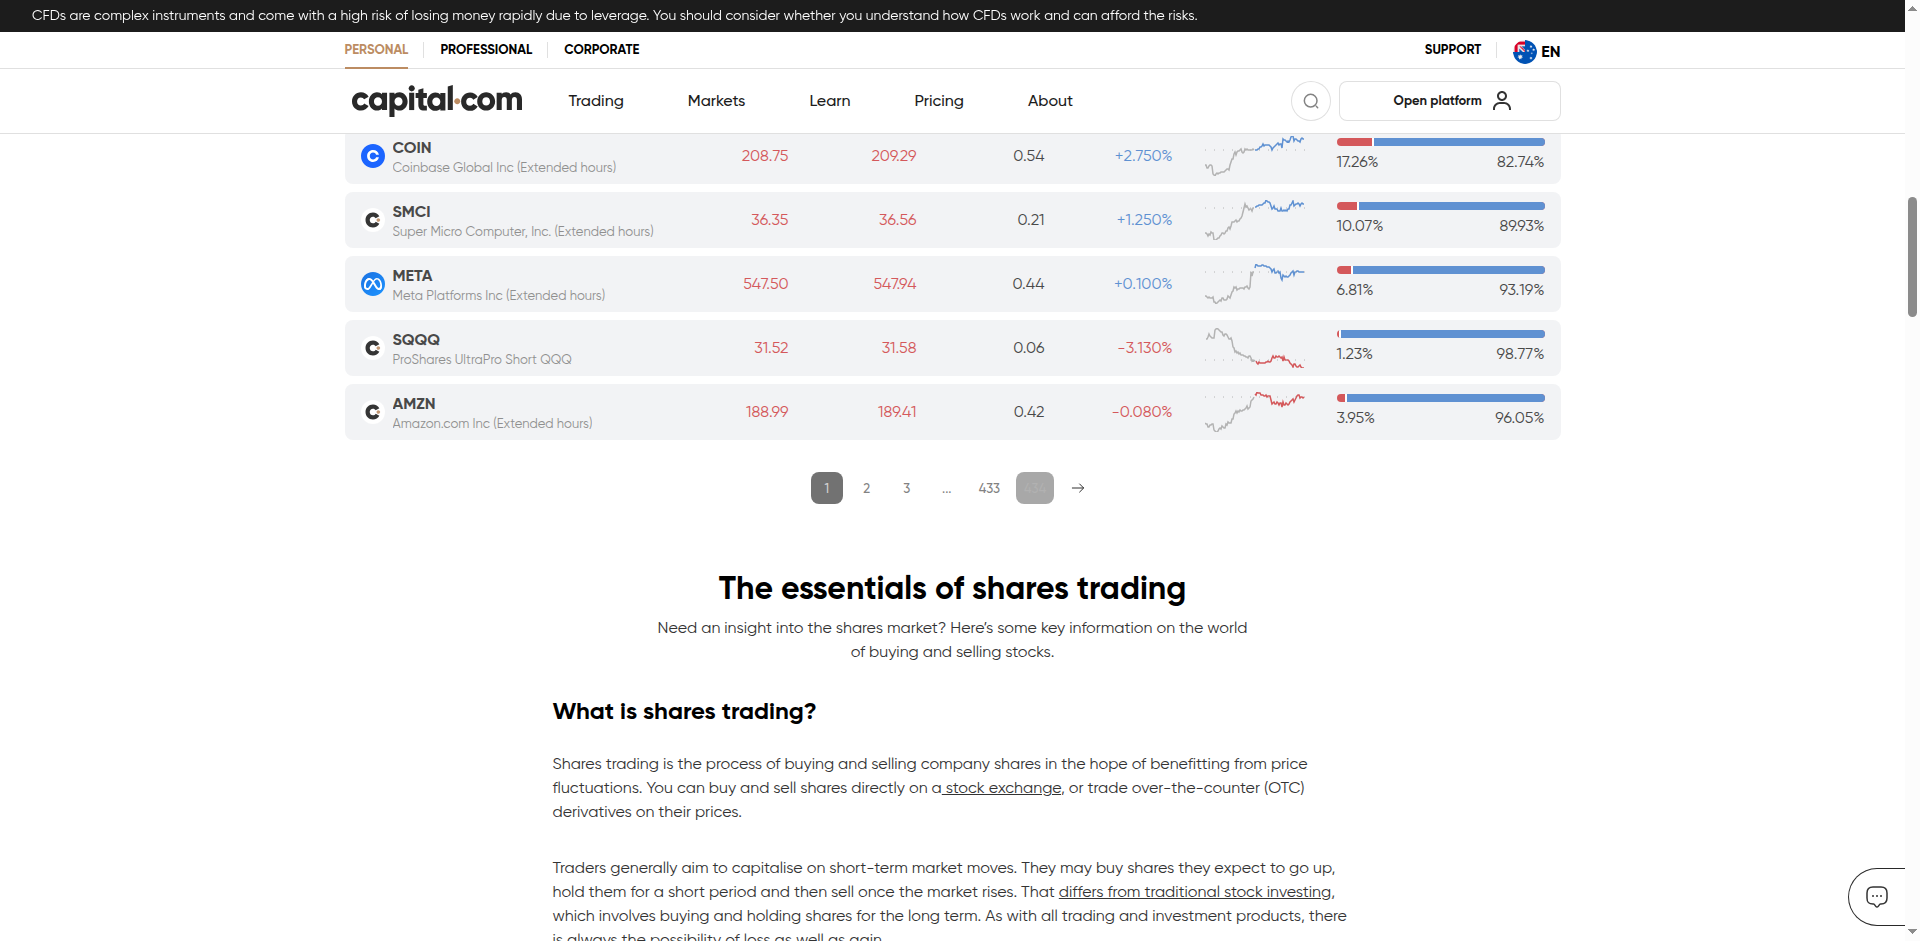 CFDs are complex instruments and come with a high risk of losing money rapidly due to leverage. You should consider whether you understand how CFDs work and can afford the risks.
PERSONAL PROFESSIONAL CORPORATE SUPPORT EN
capital.com Trading Markets Learn Pricing About Open platform
COIN
Coinbase Global Inc (Extended hours) 208.75 209.29 0.54 +2.750% 17.26% 82.74%
SMCI
Super Micro Computer, Inc. (Extended hours) 36.35 36.56 0.21 +1.250% 10.07% 89.93%
META
Meta Platforms Inc (Extended hours) 547.50 547.94 0.44 +0.100% 6.81% 93.19%
SQQQ
ProShares UltraPro Short QQQ 31.52 31.58 0.06 -3.130% 1.23% 98.77%
AMZN
Amazon.com Inc (Extended hours) 188.99 189.41 0.42 -0.080% 3.95% 96.05%
1 2 3 ... 433 434
The essentials of shares trading
Need an insight into the shares market? Here's some key information on the world
of buying and selling stocks.
What is shares trading?
Shares trading is the process of buying and selling company shares in the hope of benefitting from price
fluctuations. You can buy and sell shares directly on a stock exchange, or trade over-the-counter (OTC)
derivatives on their prices.
Traders generally aim to capitalise on short-term market moves. They may buy shares they expect to go up,
hold them for a short period and then sell once the market rises. That differs from traditional stock investing,
which involves buying and holding shares for the long term. As with all trading and investment products, there
is always the possibility of loss as well as gain.